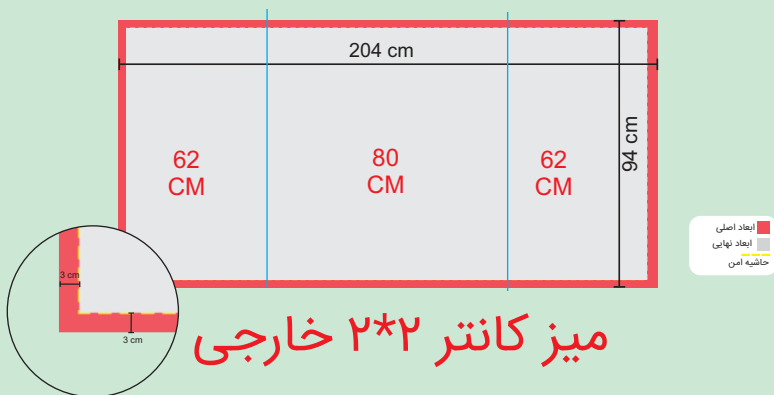 204 cm
62
CM
80
CM
62
CM
94 cm
ابعاد اصلی
ابعاد نهایی
حاشیه امن
3 cm
3 cm
میز کانتر ۲*۲ خارجی